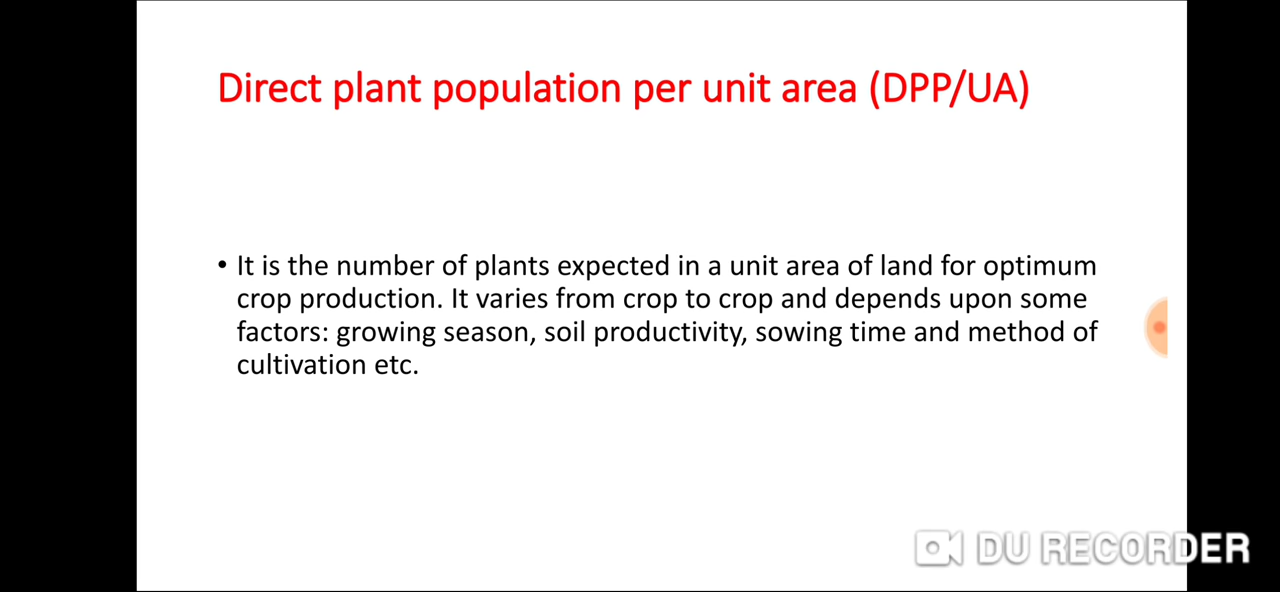 Direct plant population per unit area (DPP/UA)
• It is the number of plants expected in a unit area of land for optimum
crop production. It varies from crop to crop and depends upon some
factors: growing season, soil productivity, sowing time and method of
cultivation etc.
DU RECORDER